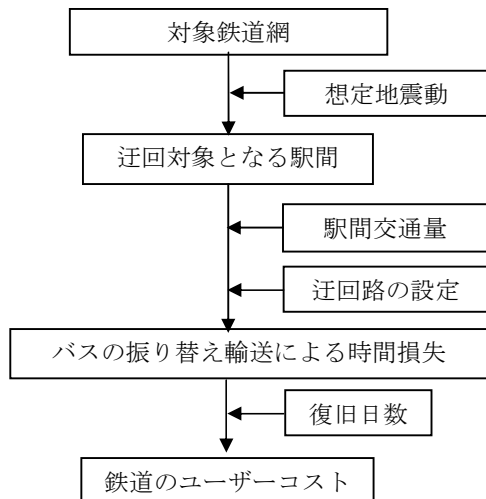 対象鉄道網
想定地震動
迂回対象となる駅間
駅間交通量
迂回路の設定
バスの振り替え輸送による時間損失
復旧日数
鉄道のユーザーコスト